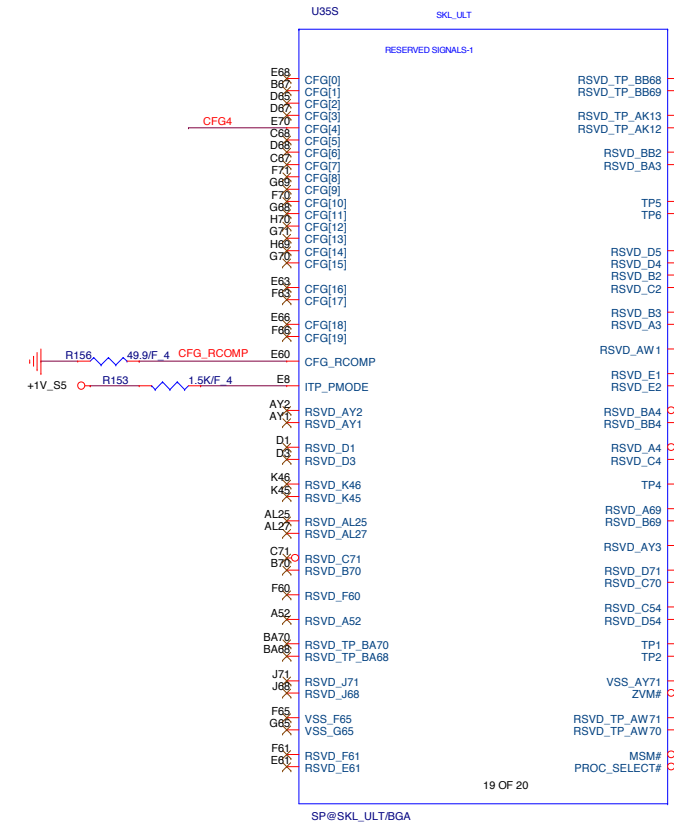 U35S
SKL_ULT
RESERVED SIGNALS-1
E68 CFG[0] RSVD_TP_BB68
B67 CFG[1] RSVD_TP_BB69
D65 CFG[2]
D67 CFG[3] RSVD_TP_AK13
CFG4 E70 CFG[4] RSVD_TP_AK12
C68 CFG[5]
D68 CFG[6] RSVD_BB2
C67 CFG[7] RSVD_BA3
F71 CFG[8]
G69 CFG[9]
F70 CFG[10] TP5
G68 CFG[11] TP6
H70 CFG[12]
G71 CFG[13]
H69 CFG[14] RSVD_D5
G70 CFG[15] RSVD_D4
RSVD_B2
E63 CFG[16] RSVD_C2
F63 CFG[17]
RSVD_B3
E66 CFG[18] RSVD_A3
F66 CFG[19]
RSVD_AW1
R156 49.9/F_4 CFG_RCOMP E60 CFG_RCOMP
RSVD_E1
+1V_S5 R153 1.5K/F_4 E8 ITP_PMODE RSVD_E2
AY2 RSVD_AY2 RSVD_BA4
AY1 RSVD_AY1 RSVD_BB4
D1 RSVD_D1 RSVD_A4
D3 RSVD_D3 RSVD_C4
K46 RSVD_K46 TP4
K45 RSVD_K45
RSVD_A69
AL25 RSVD_AL25 RSVD_B69
AL27 RSVD_AL27
RSVD_AY3
C71 RSVD_C71
B70 RSVD_B70 RSVD_D71
RSVD_C70
F60 RSVD_F60
RSVD_C54
A52 RSVD_A52 RSVD_D54
BA70 RSVD_TP_BA70 TP1
BA68 RSVD_TP_BA68 TP2
J71 RSVD_J71 VSS_AY71
J68 RSVD_J68 ZVM#
F65 VSS_F65 RSVD_TP_AW71
G65 VSS_G65 RSVD_TP_AW70
F61 RSVD_F61 MSM#
E61 RSVD_E61 PROC_SELECT#
19 OF 20
SP@SKL_ULT/BGA